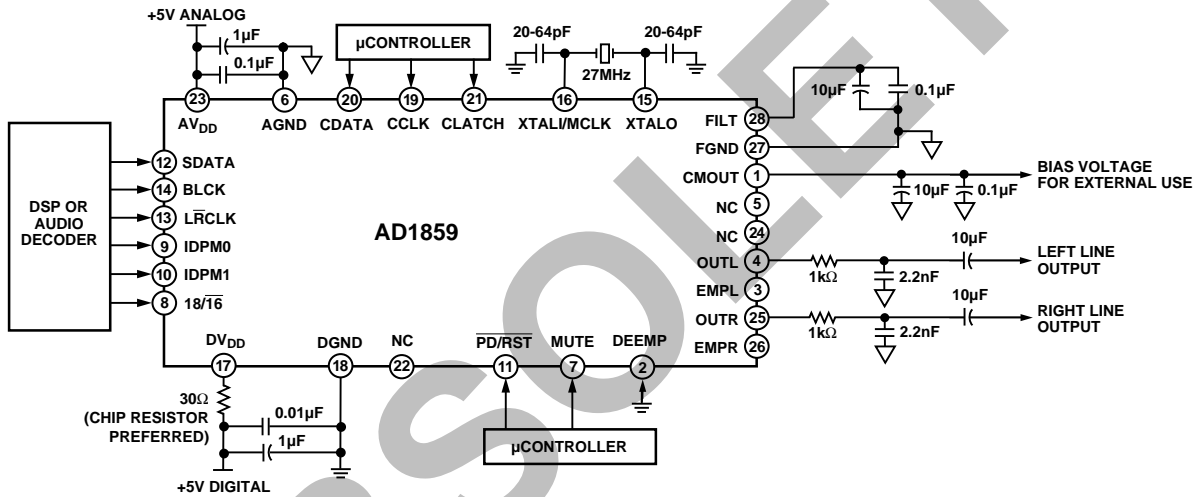 +5V ANALOG
1µF
0.1µF
µCONTROLLER
20-64pF
20-64pF
27MHz
10µF
0.1µF
23
6
20
19
21
16
15
AVDD
AGND
CDATA
CCLK
CLATCH
XTALI/MCLK
XTALO
FILT
28
FGND
27
CMOUT
1
BIAS VOLTAGE
FOR EXTERNAL USE
10µF
0.1µF
NC
5
NC
24
OUTL
4
1kΩ
2.2nF
10µF
LEFT LINE
OUTPUT
EMPL
3
OUTR
25
1kΩ
2.2nF
10µF
RIGHT LINE
OUTPUT
EMPR
26
DSP OR
AUDIO
DECODER
12
SDATA
14
BLCK
13
LRCLK
9
IDPM0
10
IDPM1
8
18/16
AD1859
DVDD
DGND
NC
PD/RST
MUTE
DEEMP
17
18
22
11
7
2
30Ω
(CHIP RESISTOR
PREFERRED)
0.01µF
1µF
+5V DIGITAL
µCONTROLLER
OBSOLETE